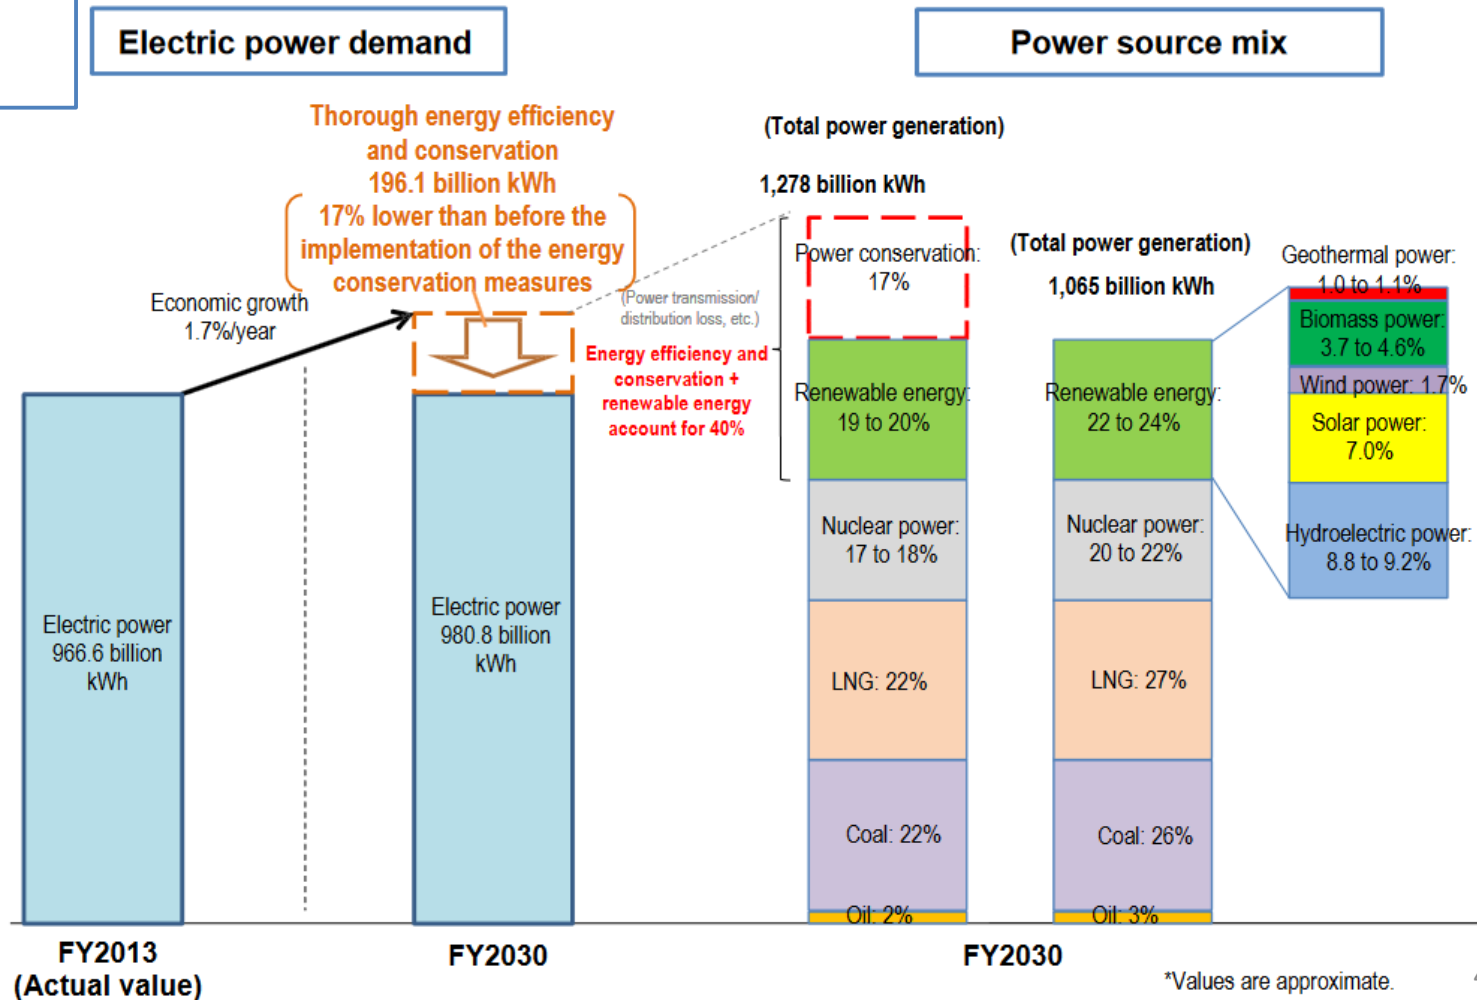 Electric power demand
Power source mix
Thorough energy efficiency
and conservation
196.1 billion kWh
17% lower than before the
implementation of the energy
conservation measures
Economic growth
1.7%/year
(Power transmission/
distribution loss, etc.)
Energy efficiency and
conservation +
renewable energy
account for 40%
Electric power
966.6 billion
kWh
Electric power
980.8 billion
kWh
(Total power generation)
1,278 billion kWh
Power conservation:
17%
Renewable energy:
19 to 20%
Nuclear power:
17 to 18%
LNG: 22%
Coal: 22%
Oil: 2%
(Total power generation)
1,065 billion kWh
Renewable energy:
22 to 24%
Nuclear power:
20 to 22%
LNG: 27%
Coal: 26%
Oil: 3%
Geothermal power:
1.0 to 1.1%
Biomass power:
3.7 to 4.6%
Wind power: 1.7%
Solar power:
7.0%
Hydroelectric power:
8.8 to 9.2%
FY2013
(Actual value)
FY2030
FY2030
*Values are approximate.